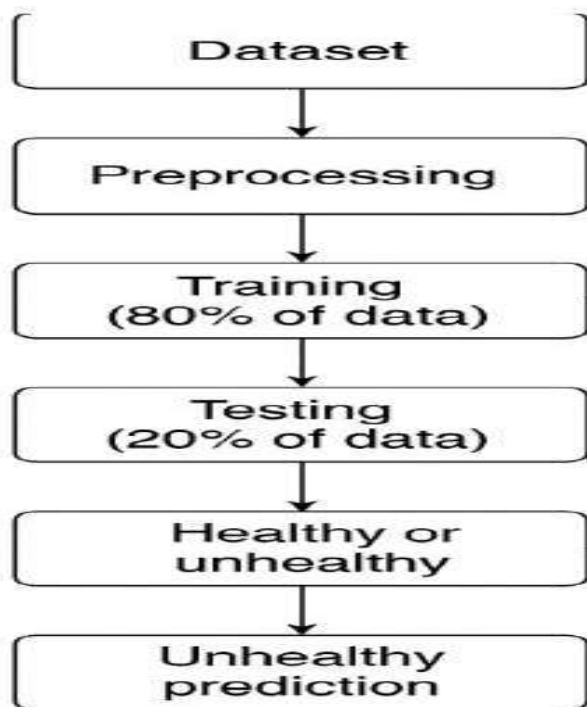 Dataset
Preprocessing
Training
(80% of data)
Testing
(20% of data)
Healthy or
unhealthy
Unhealthy
prediction